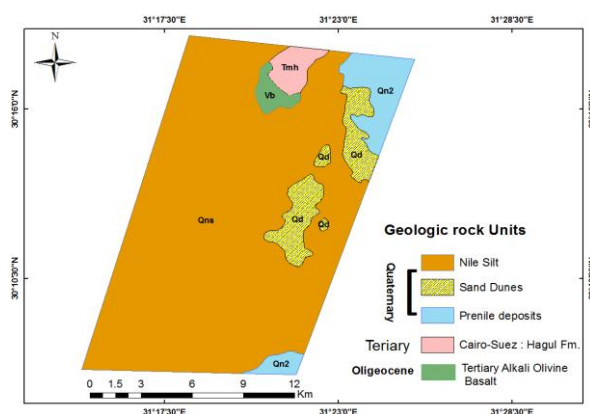 31°17'30"E 31°23'0"E 31°28'30"E
N
30°16'0"N
Tmh
Vb
Qn2
Qd
Qd
Qns
Qd
Qd
30°10'30"N
Qn2
Geologic rock Units
Quaternary
Nile Silt
Sand Dunes
Prenile deposits
Teriary Cairo-Suez : Hagul Fm.
Oligeocene Tertiary Alkali Olivine
Basalt
0 1.5 3 6 9 12
Km
31°17'30"E 31°23'0"E 31°28'30"E